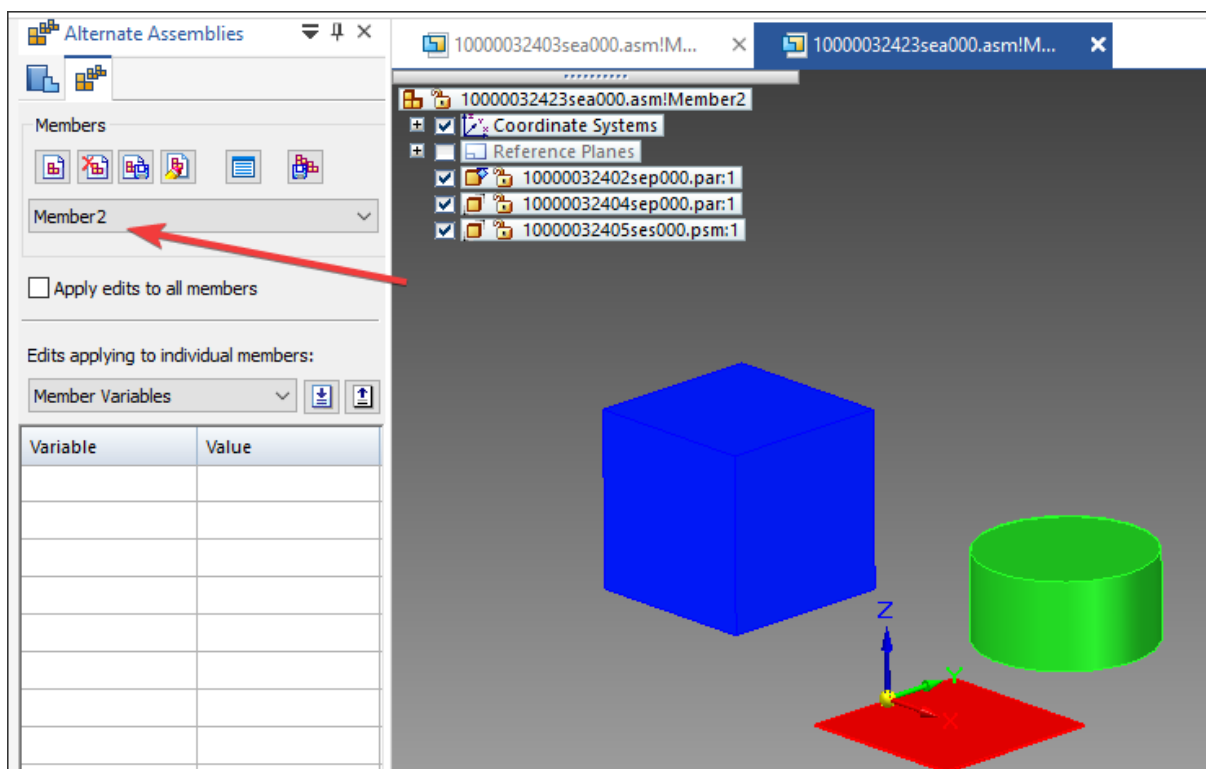 Alternate Assemblies
10000032403sea000.asm!M...
10000032423sea000.asm!M...
10000032423sea000.asm!Member2
Coordinate Systems
Reference Planes
10000032402sep000.par:1
10000032404sep000.par:1
10000032405ses000.psm:1
Members
Member2
Apply edits to all members
Edits applying to individual members:
Member Variables
Variable Value
Z
Y
X